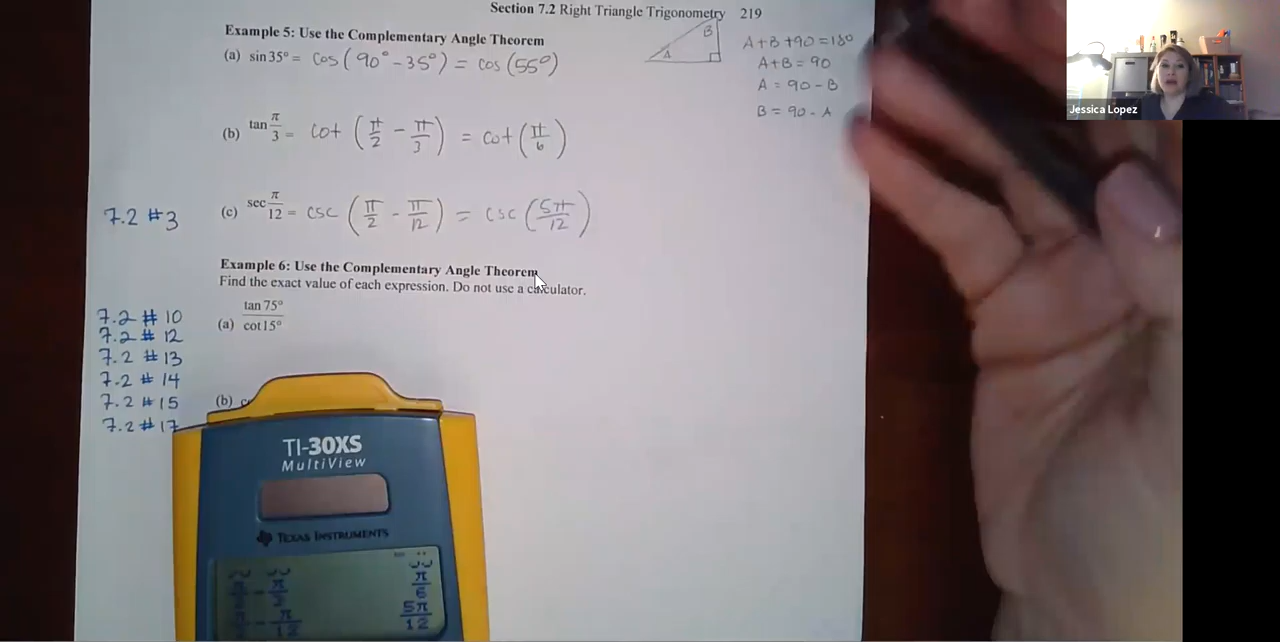 Section 7.2 Right Triangle Trigonometry 219
Example 5: Use the Complementary Angle Theorem
(a) sin 35° = cos (90° - 35°) = cos (55°)
(b) tan π/3 = cot (π/2 - π/3) = cot (π/6)
(c) sec π/12 = csc (π/2 - π/12) = csc (5π/12)
B
A
A + B + 90 = 180
A + B = 90
A = 90 - B
B = 90 - A
Jessica Lopez
7.2 #3
Example 6: Use the Complementary Angle Theorem
Find the exact value of each expression. Do not use a calculator.
(a) tan 75° / cot 15°
(b)
7.2 # 10
7.2 # 12
7.2 # 13
7.2 # 14
7.2 # 15
7.2 # 17
TI-30XS
MultiView
TEXAS INSTRUMENTS
π/6
π/2 - π/12 5π/12